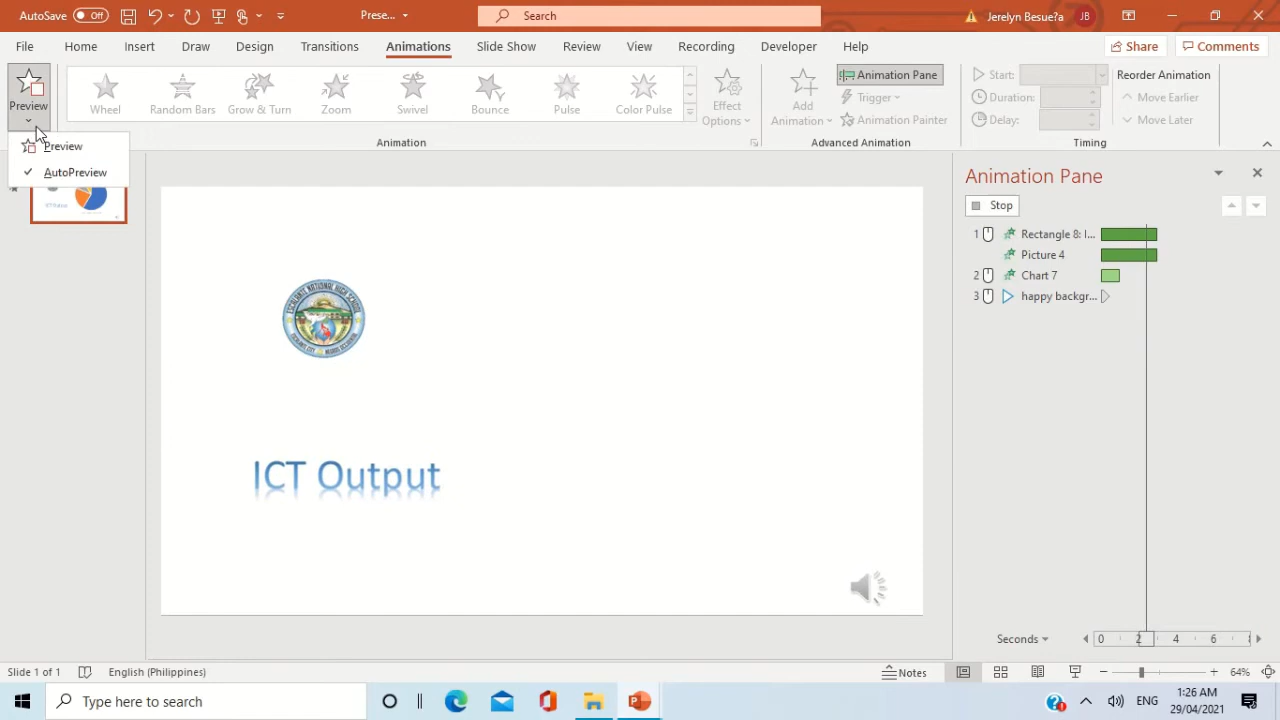 AutoSave Off Prese... Search Jerelyn Besue?a JB
File Home Insert Draw Design Transitions Animations Slide Show Review View Recording Developer Help Share Comments
Preview Wheel Random Bars Grow & Turn Zoom Swivel Bounce Pulse Color Pulse
Effect Options
Add Animation
Animation Pane
Trigger
Animation Painter
Start:
Duration:
Delay:
Reorder Animation
Move Earlier
Move Later
Animation Advanced Animation Timing
Preview
AutoPreview
Animation Pane
Stop
1 Rectangle 8: I...
Picture 4
2 Chart 7
3 happy backgr...
ESCALANTE NATIONAL HIGH SCHOOL
ICT Output
Seconds 0 2 4 6
Slide 1 of 1 English (Philippines) Notes 64%
Type here to search ENG 1:26 AM
29/04/2021